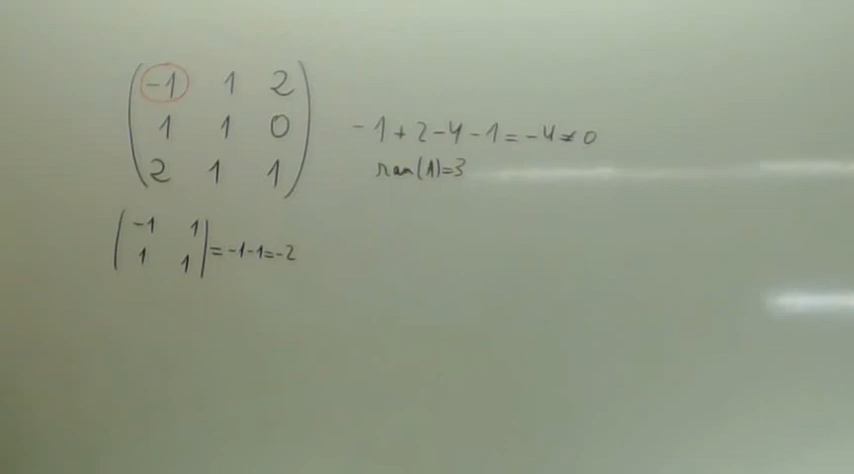 -1 1 2
1 1 0
2 1 1
-1+2-4-1=-4≠0
ran(A)=3
-1 1
1 1
=-1-1=-2